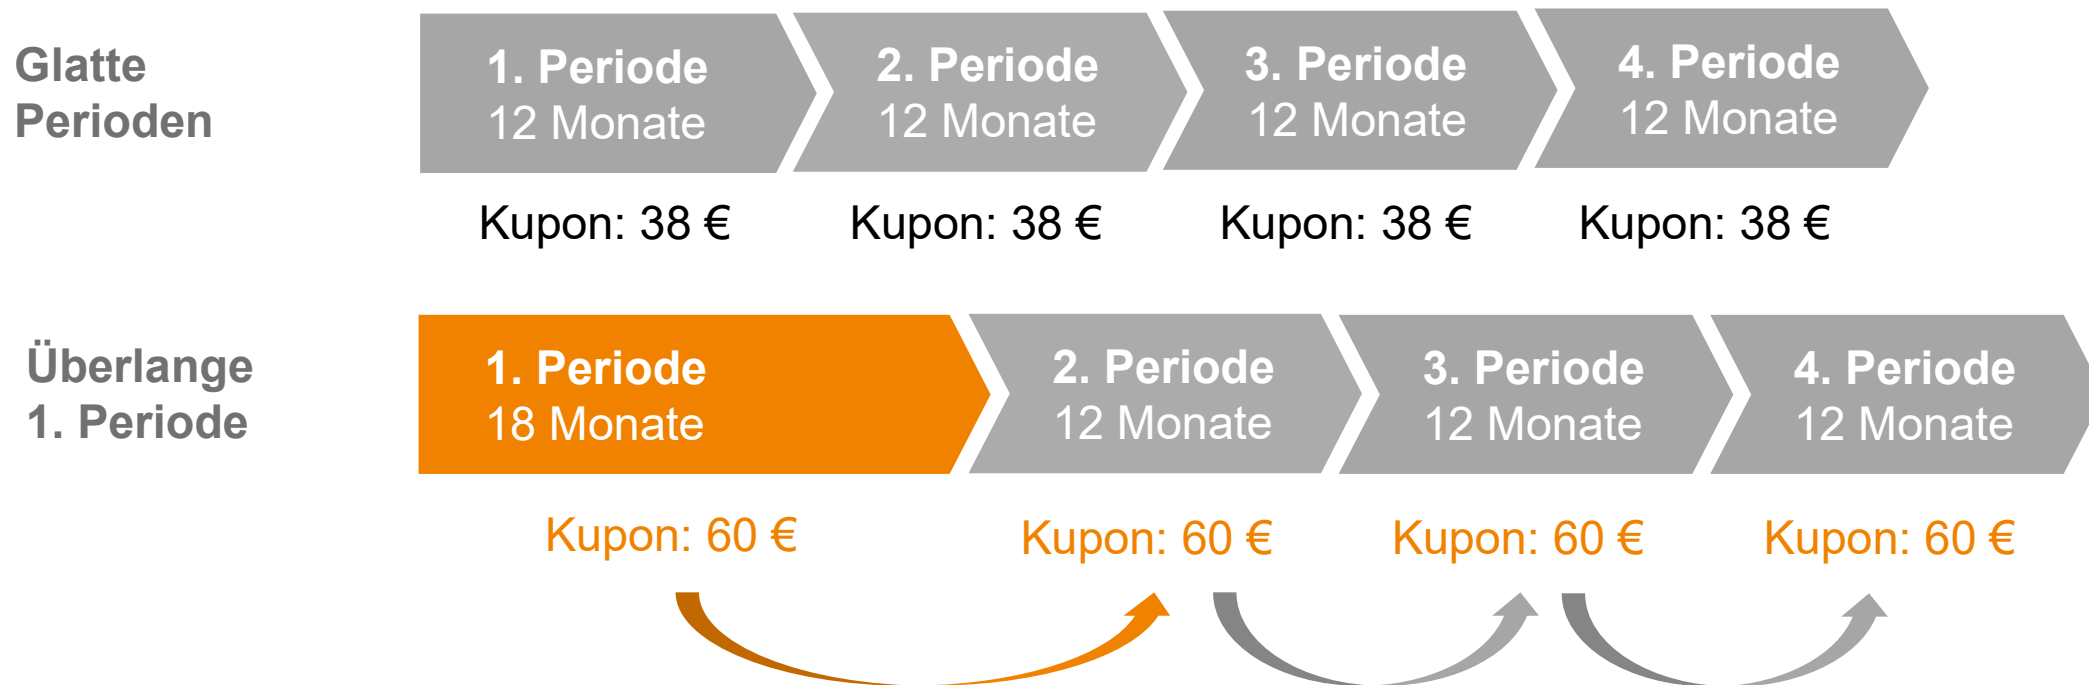 Glatte
Perioden
1. Periode
12 Monate
2. Periode
12 Monate
3. Periode
12 Monate
4. Periode
12 Monate
Kupon: 38 €
Kupon: 38 €
Kupon: 38 €
Kupon: 38 €
Überlange
1. Periode
1. Periode
18 Monate
2. Periode
12 Monate
3. Periode
12 Monate
4. Periode
12 Monate
Kupon: 60 €
Kupon: 60 €
Kupon: 60 €
Kupon: 60 €